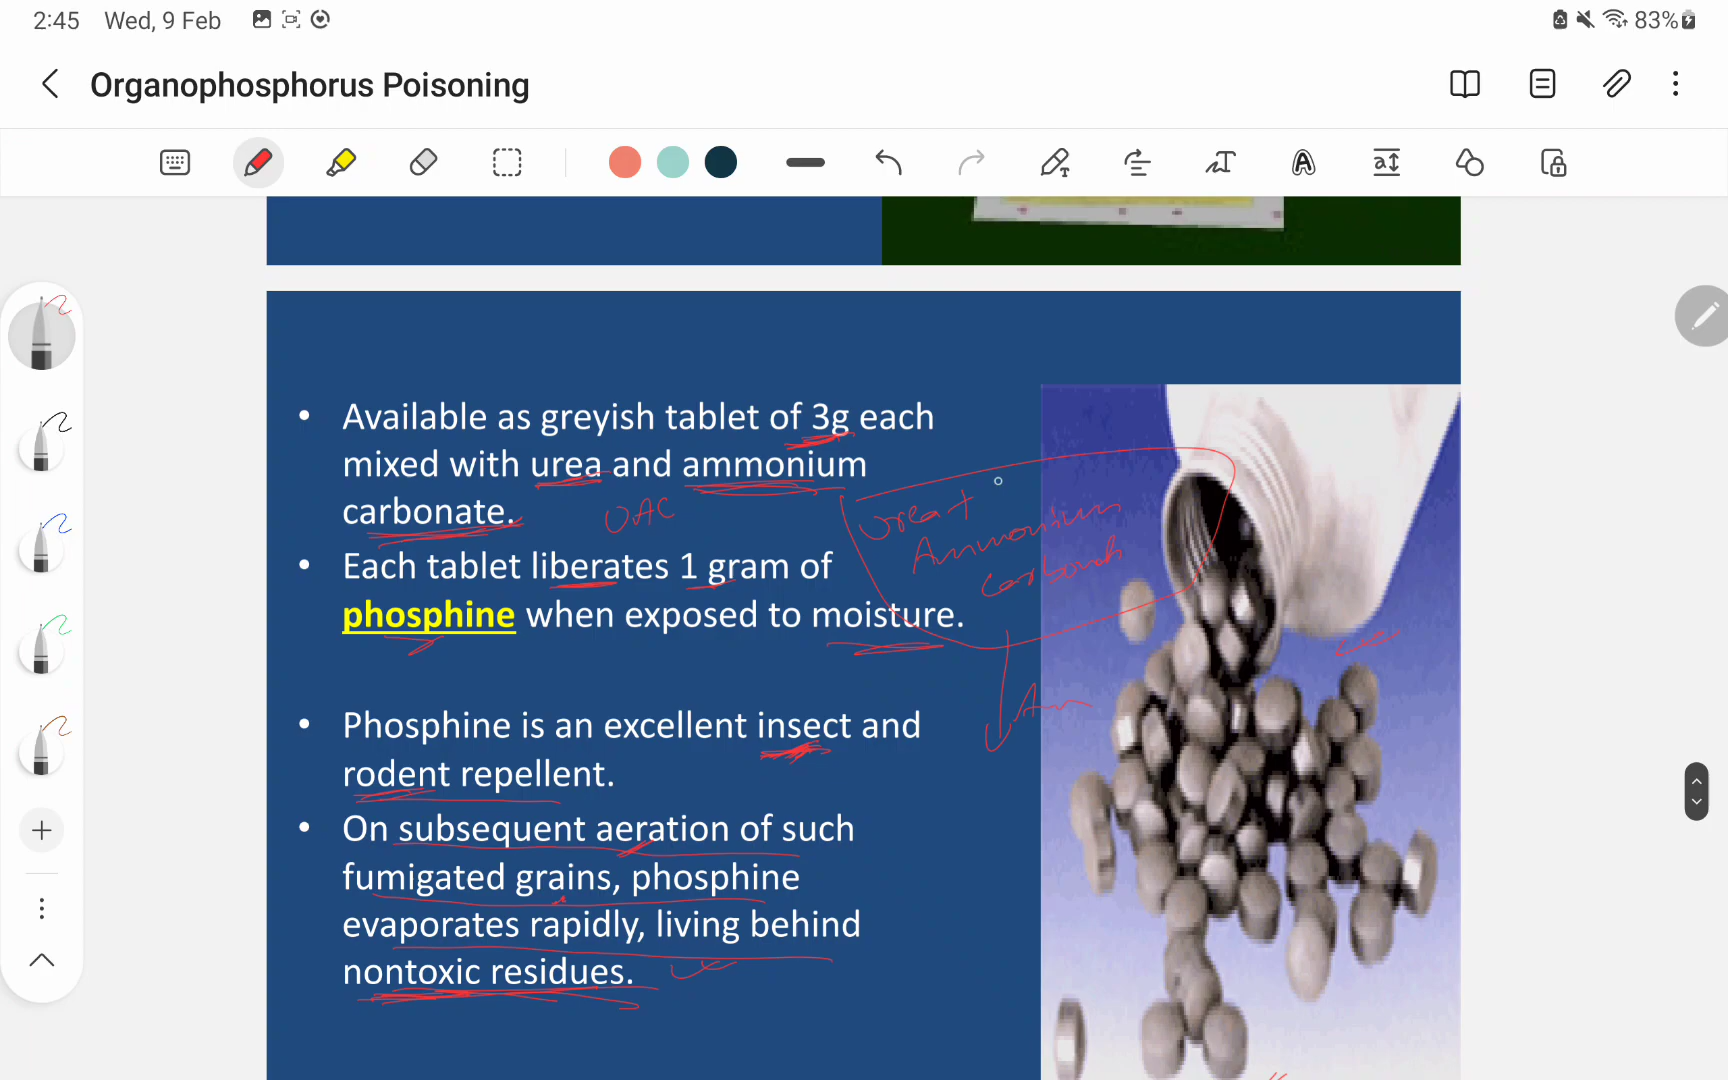 2:45 Wed, 9 Feb 83%
Organophosphorus Poisoning
• Available as greyish tablet of 3g each
mixed with urea and ammonium
carbonate.
UAC
Urea +
Ammonium
carbonate
• Each tablet liberates 1 gram of
phosphine when exposed to moisture.
Am
• Phosphine is an excellent insect and
rodent repellent.
• On subsequent aeration of such
fumigated grains, phosphine
evaporates rapidly, living behind
nontoxic residues.